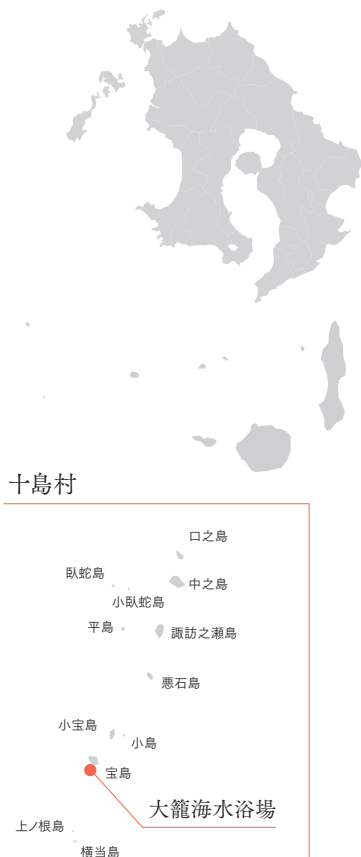 十島村
口之島
臥蛇島
中之島
小臥蛇島
平島
諏訪之瀬島
悪石島
小宝島
小島
宝島
大籠海水浴場
上ノ根島
横当島